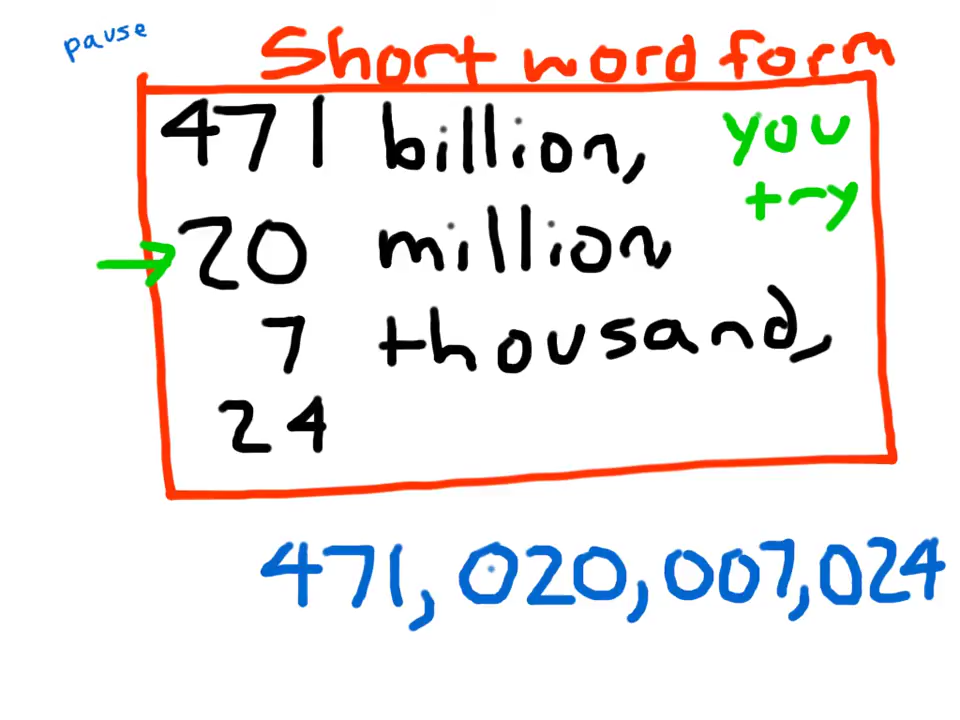 pause
Short word form
471 billion,
you
try
20 million
7 thousand,
24
471,020,007,024